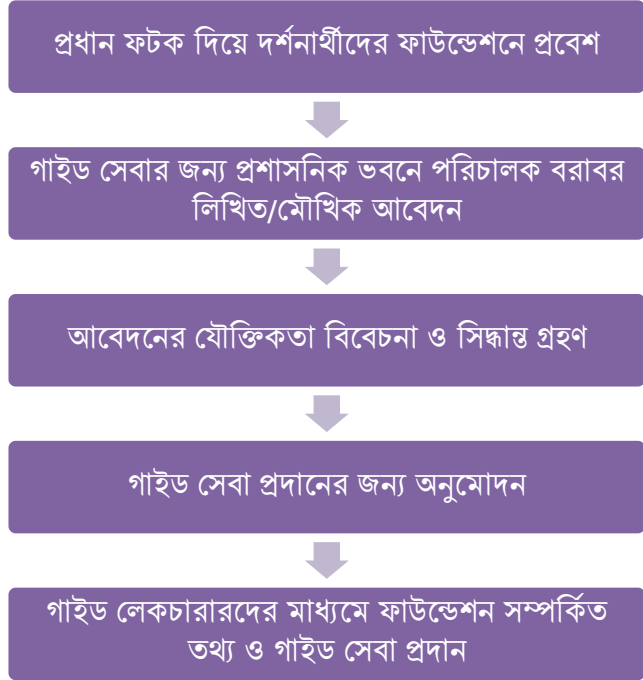 প্রধান ফটক দিয়ে দর্শনার্থীদের ফাউন্ডেশনে প্রবেশ
গাইড সেবার জন্য প্রশাসনিক ভবনে পরিচালক বরাবর
লিখিত/মৌখিক আবেদন
আবেদনের যৌক্তিকতা বিবেচনা ও সিদ্ধান্ত গ্রহণ
গাইড সেবা প্রদানের জন্য অনুমোদন
গাইড লেকচারারদের মাধ্যমে ফাউন্ডেশন সম্পর্কিত
তথ্য ও গাইড সেবা প্রদান